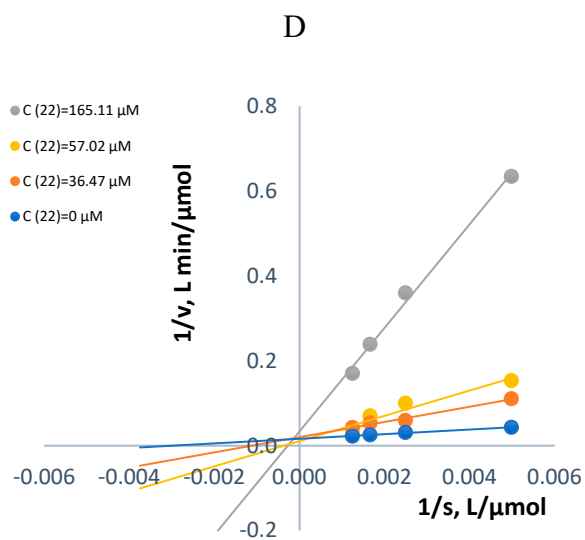 D
C (22)=165.11 µM
C (22)=57.02 µM
C (22)=36.47 µM
C (22)=0 µM
1/v, L min/µmol
0.8
0.6
0.4
0.2
0.0
-0.2
-0.006
-0.004
-0.002
0.000
0.002
0.004
0.006
1/s, L/µmol